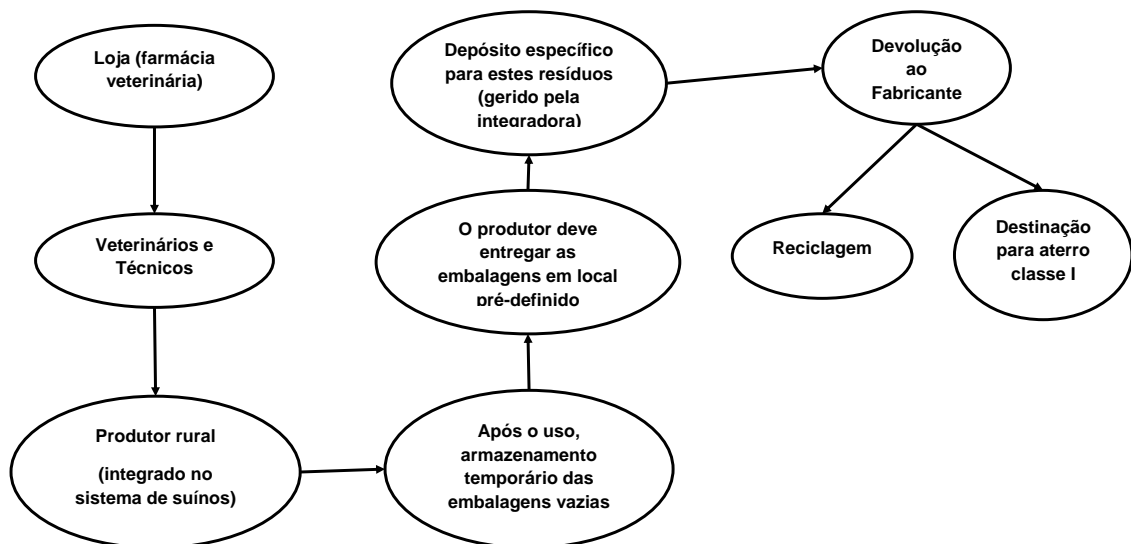 Loja (farmácia
veterinária)
Veterinários e
Técnicos
Produtor rural
(integrado no
sistema de suínos)
Após o uso,
armazenamento
temporário das
embalagens vazias
O produtor deve
entregar as
embalagens em local
pré-definido
Depósito específico
para estes resíduos
(gerido pela
integradora)
Devolução
ao
Fabricante
Reciclagem
Destinação
para aterro
classe I